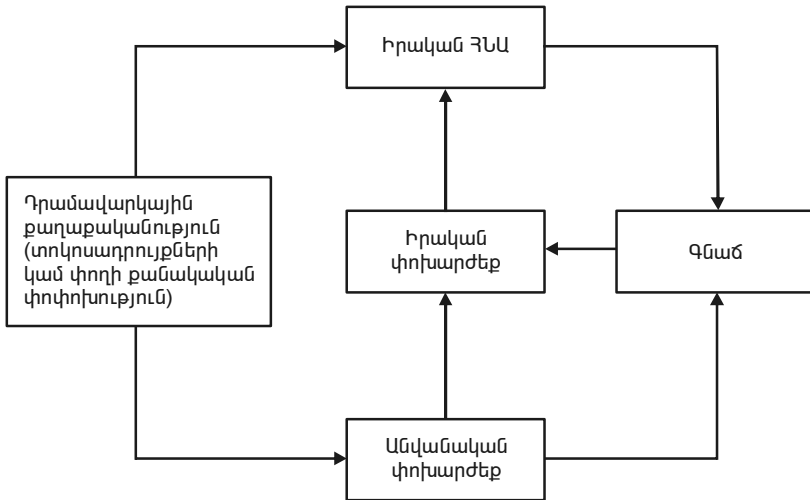 Իրական ՀՆԱ
Դրամավարկային
քաղաքականություն
(տոկոսադրույքների
կամ փողի քանակական
փոփոխություն)
Իրական
փոխարժեք
Գնաճ
Անվանական
փոխարժեք